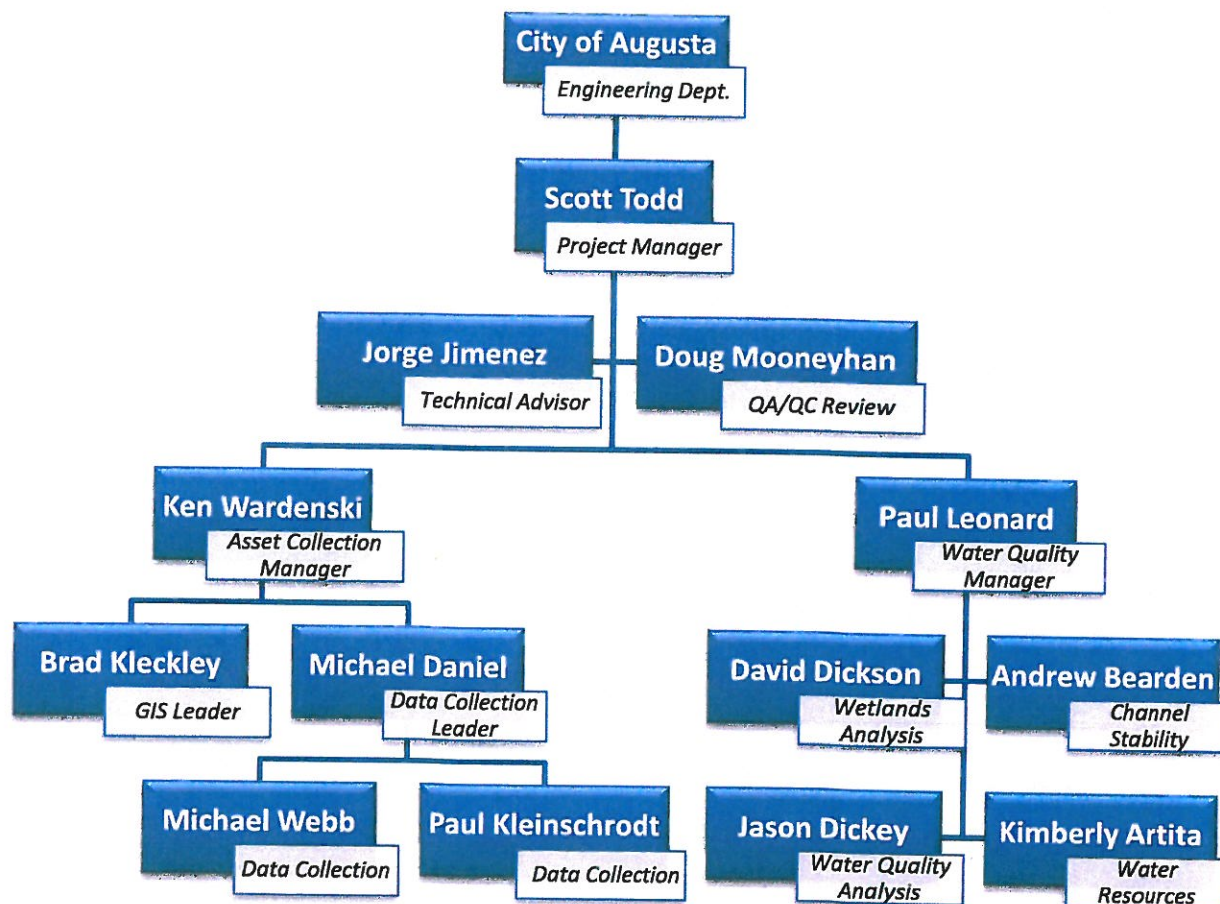 City of Augusta
Engineering Dept.
Scott Todd
Project Manager
Jorge Jimenez
Technical Advisor
Doug Mooneyhan
QA/QC Review
Ken Wardenski
Asset Collection
Manager
Paul Leonard
Water Quality
Manager
Brad Kleckley
GIS Leader
Michael Daniel
Data Collection
Leader
David Dickson
Wetlands
Analysis
Andrew Bearden
Channel
Stability
Michael Webb
Data Collection
Paul Kleinschrodt
Data Collection
Jason Dickey
Water Quality
Analysis
Kimberly Artita
Water
Resources